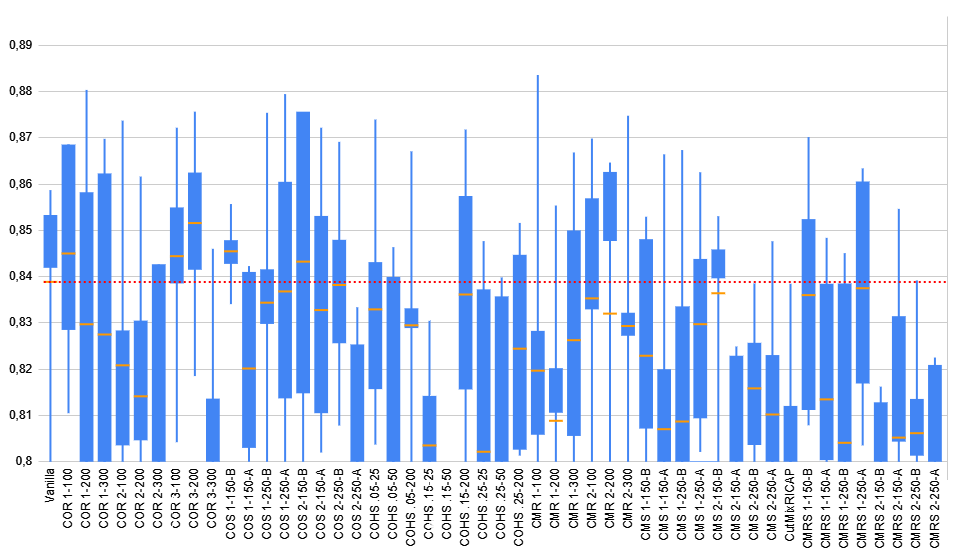 0,89
0,88
0,87
0,86
0,85
0,84
0,83
0,82
0,81
0,8
Vanilla
COR 1-100
COR 1-200
COR 1-300
COR 2-100
COR 2-200
COR 2-300
COR 3-100
COR 3-200
COR 3-300
COS 1-150-B
COS 1-150-A
COS 1-250-B
COS 1-250-A
COS 2-150-B
COS 2-150-A
COS 2-250-B
COS 2-250-A
COHS .05-25
COHS .05-50
COHS .05-200
COHS .15-25
COHS .15-50
COHS .15-200
COHS .25-25
COHS .25-50
COHS .25-200
CMR 1-100
CMR 1-200
CMR 1-300
CMR 2-100
CMR 2-200
CMR 2-300
CMS 1-150-B
CMS 1-150-A
CMS 1-250-B
CMS 1-250-A
CMS 2-150-B
CMS 2-150-A
CMS 2-250-B
CMS 2-250-A
CutMixRICAP
CMRS 1-150-B
CMRS 1-150-A
CMRS 1-250-B
CMRS 1-250-A
CMRS 2-150-B
CMRS 2-150-A
CMRS 2-250-B
CMRS 2-250-A